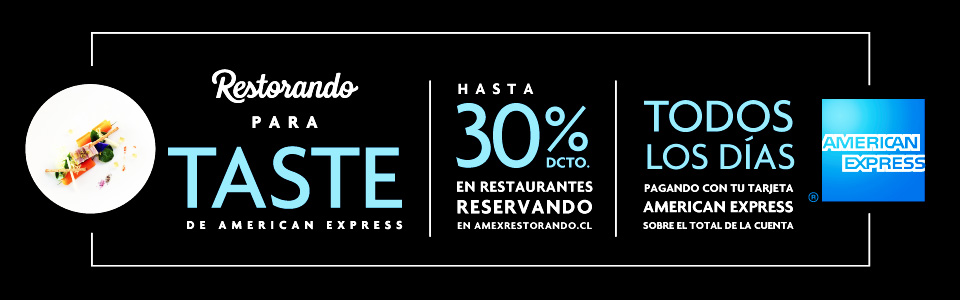 Restorando
PARA
TASTE
DE AMERICAN EXPRESS
HASTA
30%
DCTO.
EN RESTAURANTES
RESERVANDO
EN AMEXRESTORANDO.CL
TODOS
LOS DÍAS
PAGANDO CON TU TARJETA
AMERICAN EXPRESS
SOBRE EL TOTAL DE LA CUENTA
®
AMERICAN
EXPRESS